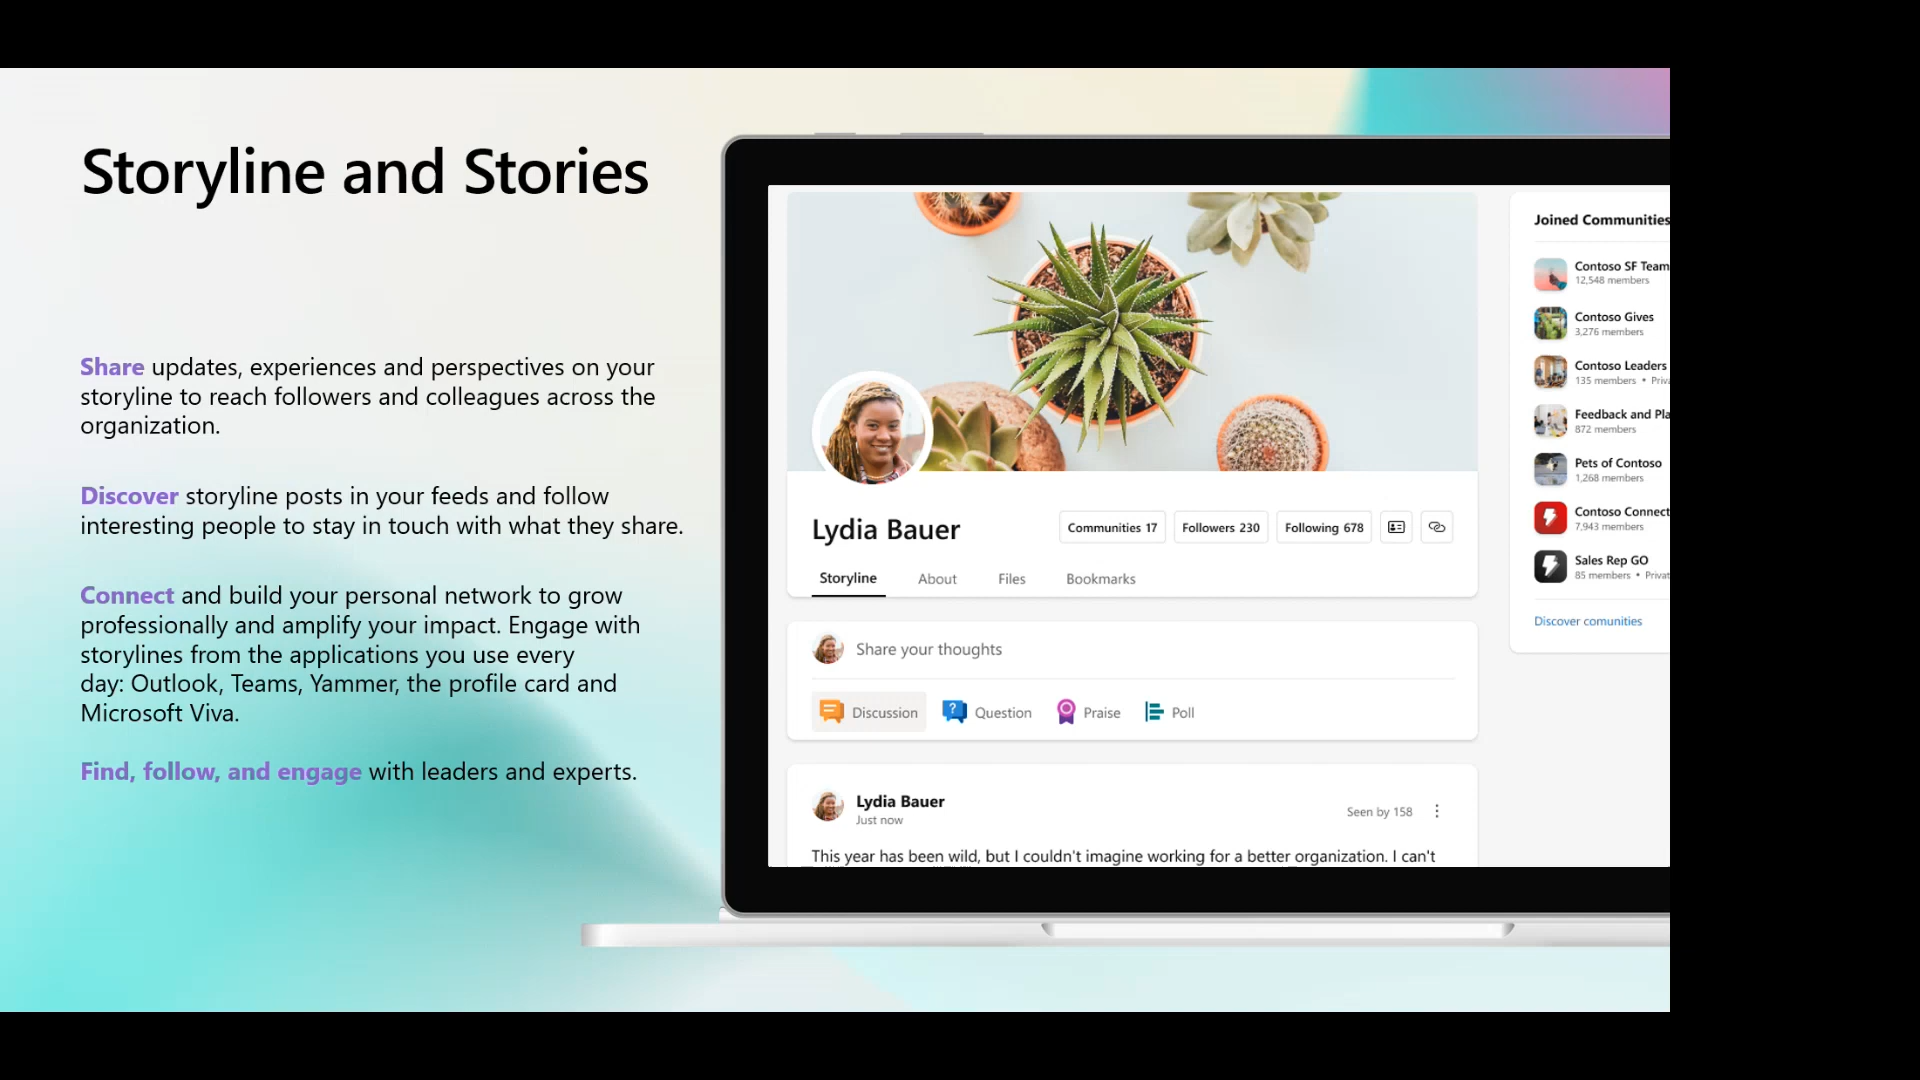 Storyline and Stories
Share updates, experiences and perspectives on your
storyline to reach followers and colleagues across the
organization.
Discover storyline posts in your feeds and follow
interesting people to stay in touch with what they share.
Connect and build your personal network to grow
professionally and amplify your impact. Engage with
storylines from the applications you use every
day: Outlook, Teams, Yammer, the profile card and
Microsoft Viva.
Find, follow, and engage with leaders and experts.
Lydia Bauer
Communities 17
Followers 230
Following 678
Storyline
About
Files
Bookmarks
Share your thoughts
Discussion
Question
Praise
Poll
Lydia Bauer
Just now
Seen by 158
This year has been wild, but I couldn't imagine working for a better organization. I can't
Joined Communities
Contoso SF Team
12,548 members
Contoso Gives
3,276 members
Contoso Leaders
135 members •
Feedback and
872 members
Pets of Contoso
1,268 members
Contoso Connect
7,943 members
Sales Rep GO
85 members •
Discover comunities